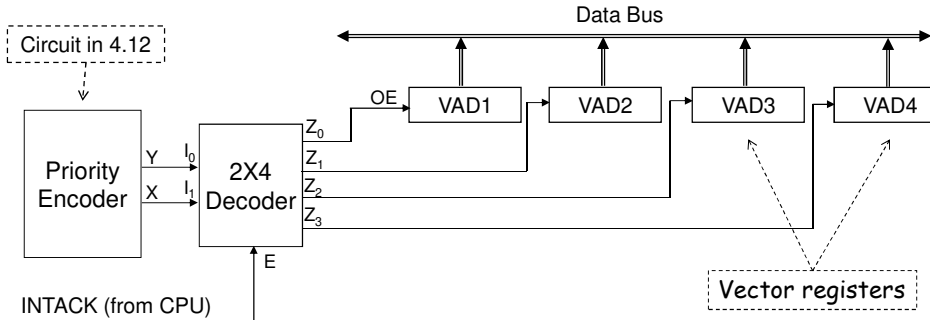 Data Bus
Circuit in 4.12
OE
VAD1
VAD2
VAD3
VAD4
Priority
Encoder
Y
X
I0
I1
2X4
Decoder
Z0
Z1
Z2
Z3
E
INTACK (from CPU)
Vector registers